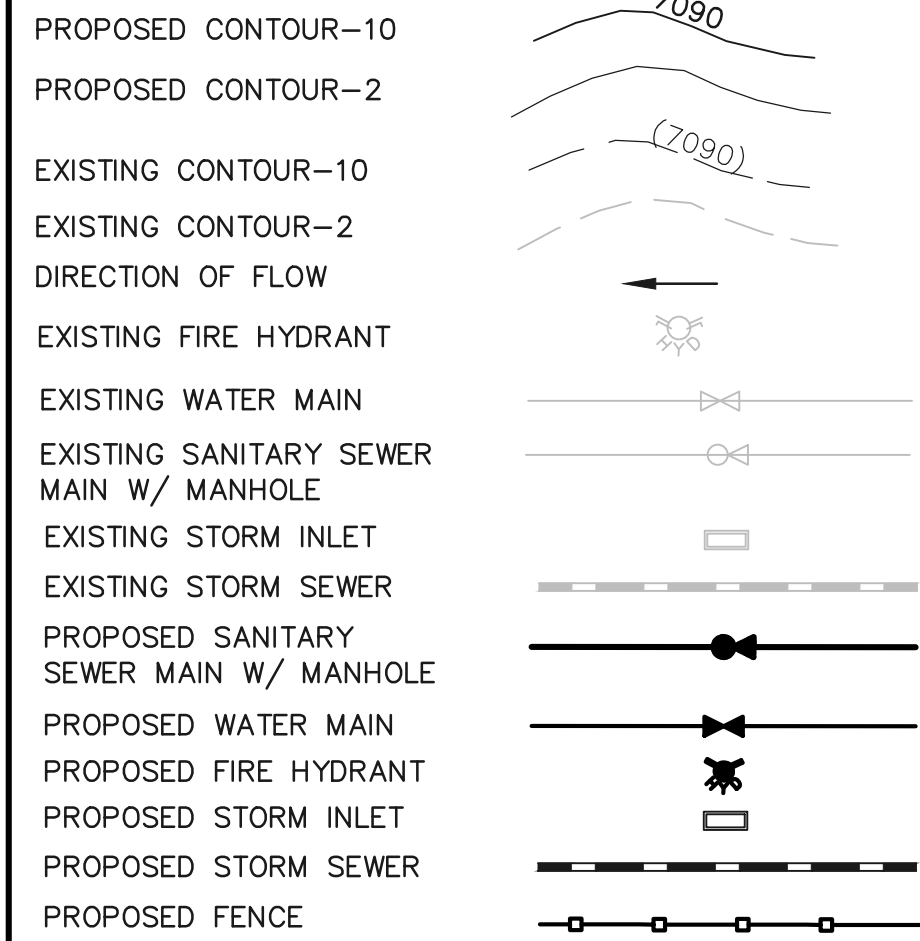 PROPOSED CONTOUR-10
7090
PROPOSED CONTOUR-2
EXISTING CONTOUR-10
(7090)
EXISTING CONTOUR-2
DIRECTION OF FLOW
EXISTING FIRE HYDRANT
HYD
EXISTING WATER MAIN
EXISTING SANITARY SEWER
MAIN W/ MANHOLE
EXISTING STORM INLET
EXISTING STORM SEWER
PROPOSED SANITARY
SEWER MAIN W/ MANHOLE
PROPOSED WATER MAIN
PROPOSED FIRE HYDRANT
HYD
PROPOSED STORM INLET
PROPOSED STORM SEWER
PROPOSED FENCE